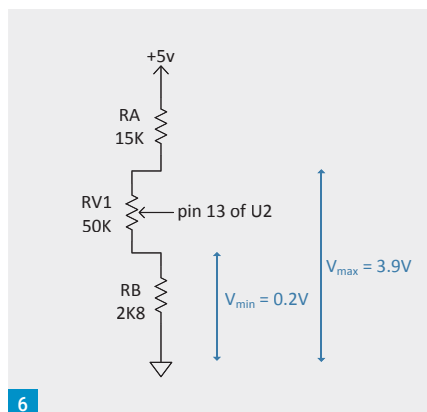 +5v
RA
15K
RV1
50K
pin 13 of U2
RB
2K8
Vmin = 0.2V
Vmax = 3.9V
6